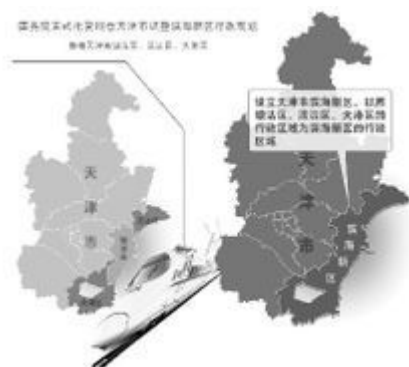 国务院正式批复同意天津市调整滨海新区行政区划
撤销天津市塘沽区、汉沽区、大港区
设立天津市滨海新区，以原
塘沽区、汉沽区、大港区的
行政区域为滨海新区的行政
区域
天津市
天津市
滨海新区